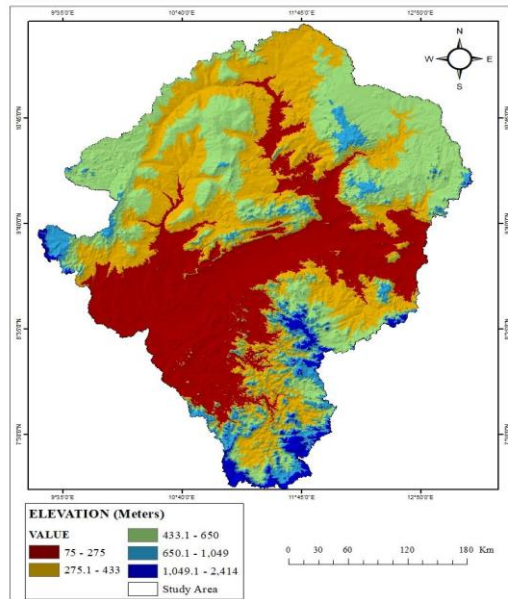 9°35'0"E 10°40'0"E 11°45'0"E 12°50'0"E
N
W E
S
ELEVATION (Meters)
VALUE
75 - 275
275.1 - 433
433.1 - 650
650.1 - 1,049
1,049.1 - 2,414
Study Area
0 30 60 120 180 Km
9°35'0"E 10°40'0"E 11°45'0"E 12°50'0"E